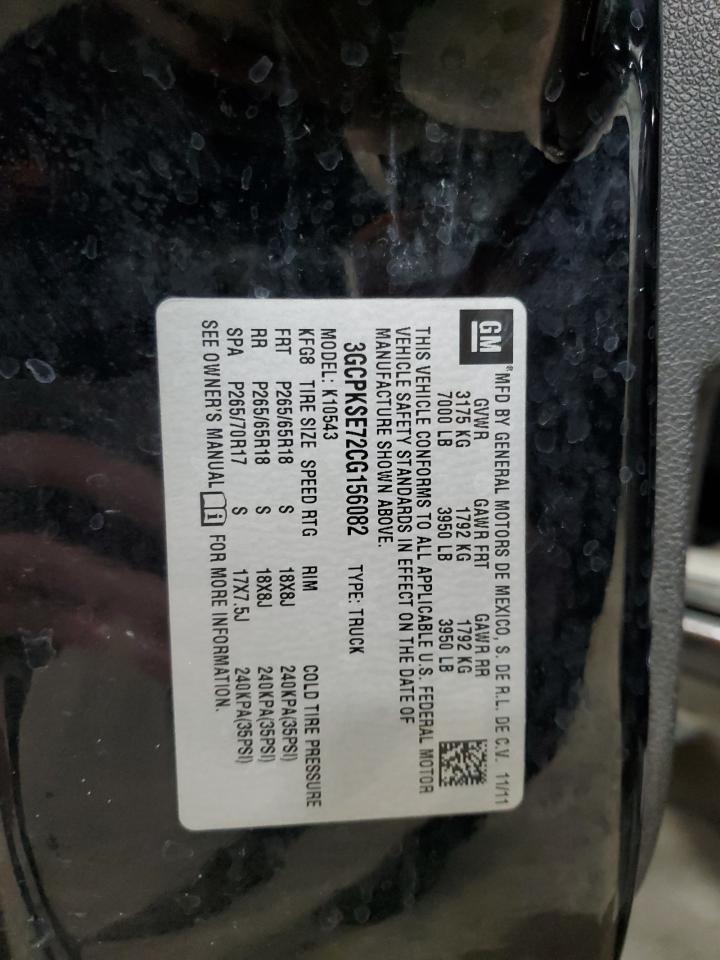 GM ® MFD BY GENERAL MOTORS DE MEXICO, S. DE R.L. DE C.V. 11/11
GVWR GAWR FRT GAWR RR
3175 KG 1792 KG 1792 KG
7000 LB 3950 LB 3950 LB
THIS VEHICLE CONFORMS TO ALL APPLICABLE U.S. FEDERAL MOTOR
VEHICLE SAFETY STANDARDS IN EFFECT ON THE DATE OF
MANUFACTURE SHOWN ABOVE.
3GCPKSE72CG156082 TYPE: TRUCK
MODEL: K10543
KFG8 TIRE SIZE SPEED RTG RIM COLD TIRE PRESSURE
FRT P265/65R18 S 18X8J 240KPA(35PSI)
RR P265/65R18 S 18X8J 240KPA(35PSI)
SPA P265/70R17 S 17X7.5J 240KPA(35PSI)
SEE OWNER'S MANUAL i FOR MORE INFORMATION.